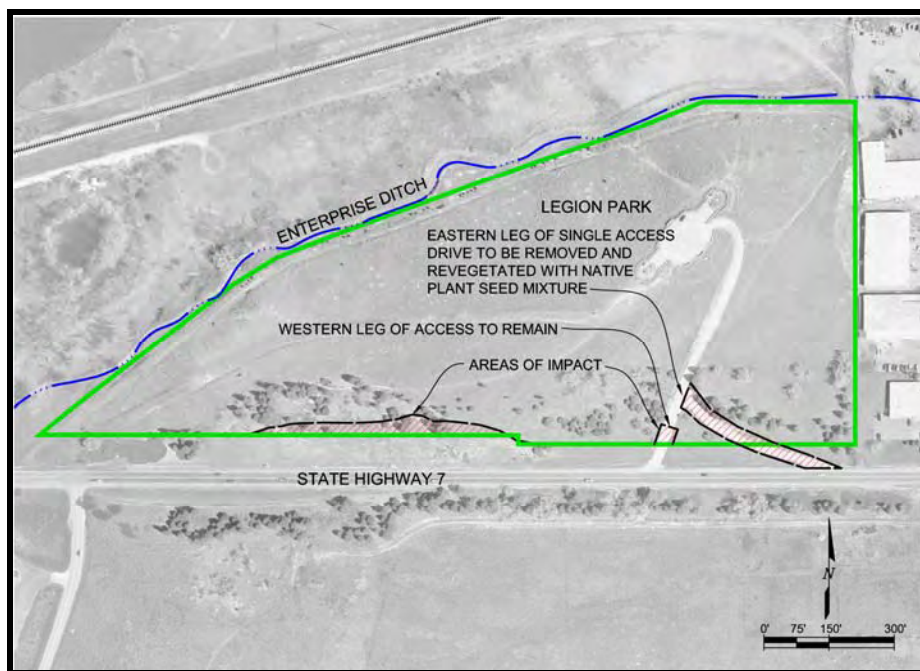 ENTERPRISE DITCH
LEGION PARK
EASTERN LEG OF SINGLE ACCESS
DRIVE TO BE REMOVED AND
REVEGETATED WITH NATIVE
PLANT SEED MIXTURE
WESTERN LEG OF ACCESS TO REMAIN
AREAS OF IMPACT
STATE HIGHWAY 7
N
0' 75' 150' 300'